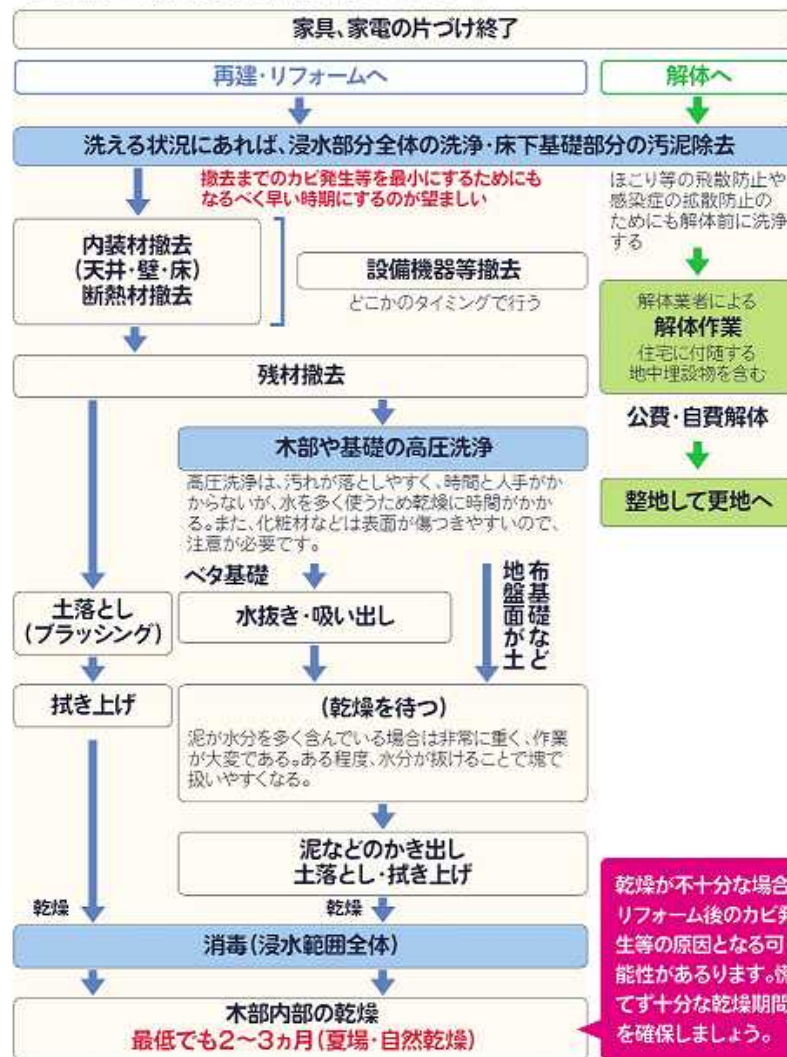 家具、家電の片づけ終了
再建・リフォームへ
解体へ
洗える状況にあれば、浸水部分全体の洗浄・床下基礎部分の汚泥除去
撤去までのカビ発生等を最小にするためにも
なるべく早い時期にするのが望ましい
ほこり等の飛散防止や
感染症の拡散防止の
ためにも解体前に洗浄
する
内装材撤去
(天井・壁・床)
断熱材撤去
設備機器等撤去
どこかのタイミングで行う
解体業者による
解体作業
住宅に付随する
地中埋設物を含む
残材撤去
公費・自費解体
木部や基礎の高圧洗浄
高圧洗浄は、汚れが落としやすく、時間と人手がか
からないが、水を多く使うため乾燥に時間がかか
る。また、化粧材などは表面が傷つきやすいので、
注意が必要です。
整地して更地へ
ベタ基礎
布基礎など
地盤面が土
土落とし
(ブラッシング)
水抜き・吸い出し
拭き上げ
(乾燥を待つ)
泥が水分を多く含んでいる場合は非常に重く、作業
が大変である。ある程度、水分が抜けることで塊で
扱いやすくなる。
泥などのかき出し
土落とし・拭き上げ
乾燥
乾燥
消毒(浸水範囲全体)
木部内部の乾燥
最低でも2〜3ヵ月(夏場・自然乾燥)
乾燥が不十分な場合
リフォーム後のカビ発
生等の原因となる可
能性があるります。慌
てず十分な乾燥期間
を確保しましょう。